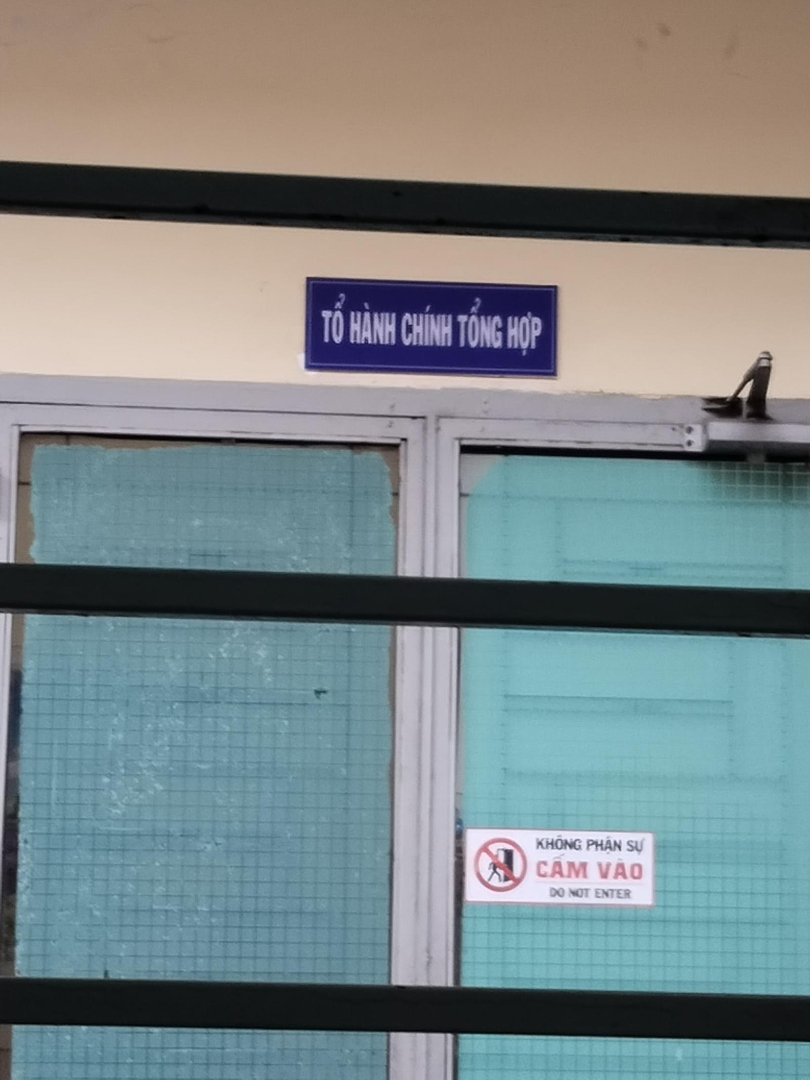 TỔ HÀNH CHÍNH TỔNG HỢP
KHÔNG PHẬN SỰ
CẤM VÀO
DO NOT ENTER